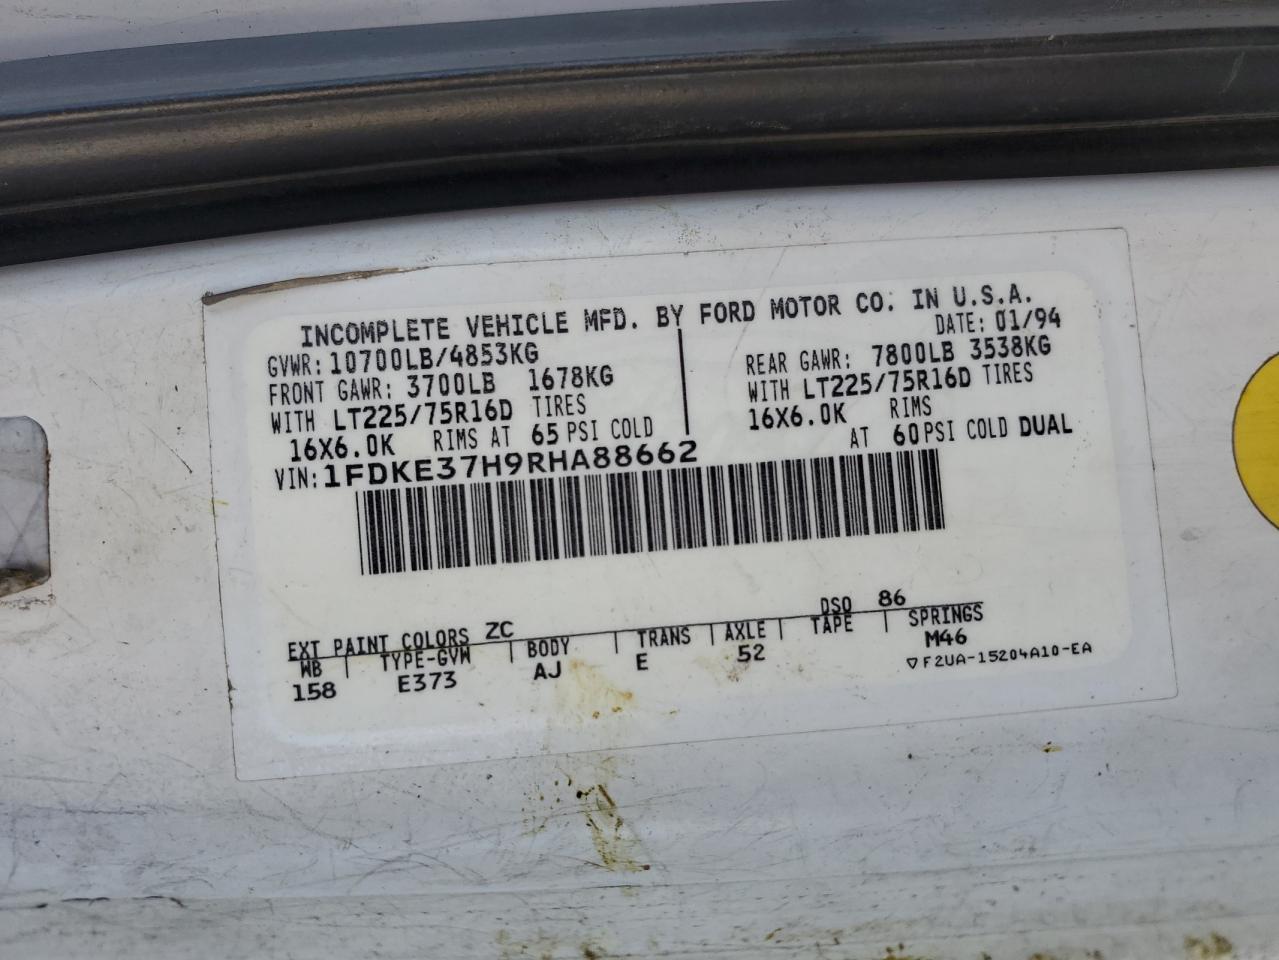 INCOMPLETE VEHICLE MFD. BY FORD MOTOR CO. IN U.S.A.
GVWR: 10700LB/4853KG DATE: 01/94
FRONT GAWR: 3700LB 1678KG REAR GAWR: 7800LB 3538KG
WITH LT225/75R16D TIRES WITH LT225/75R16D TIRES
16X6.0K RIMS AT 65 PSI COLD 16X6.0K RIMS
AT 60 PSI COLD DUAL
VIN: 1FDKE37H9RHA88662
EXT PAINT COLORS ZC DSO 86
WB TYPE-GVW BODY TRANS AXLE TAPE SPRINGS
158 E373 AJ E 52 M46
▽F2UA-15204A10-EA